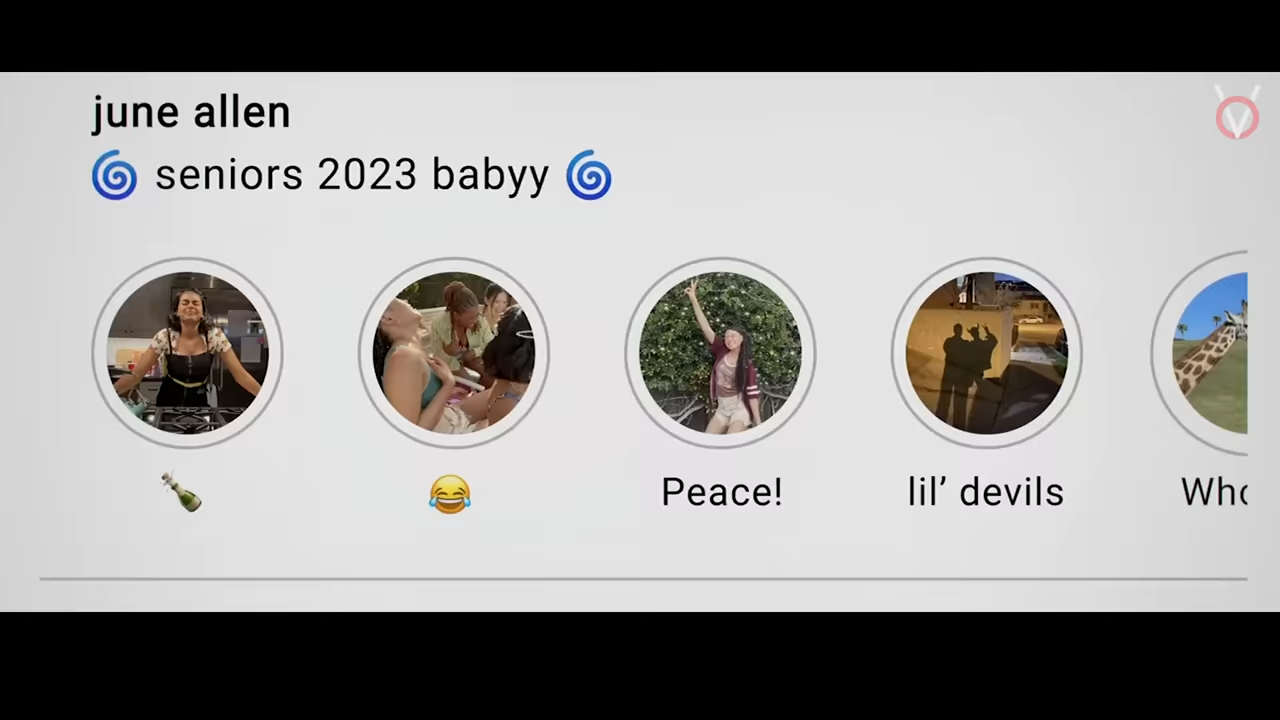 june allen
🌀 seniors 2023 babyy 🌀
🍾
😂
Peace!
lil’ devils